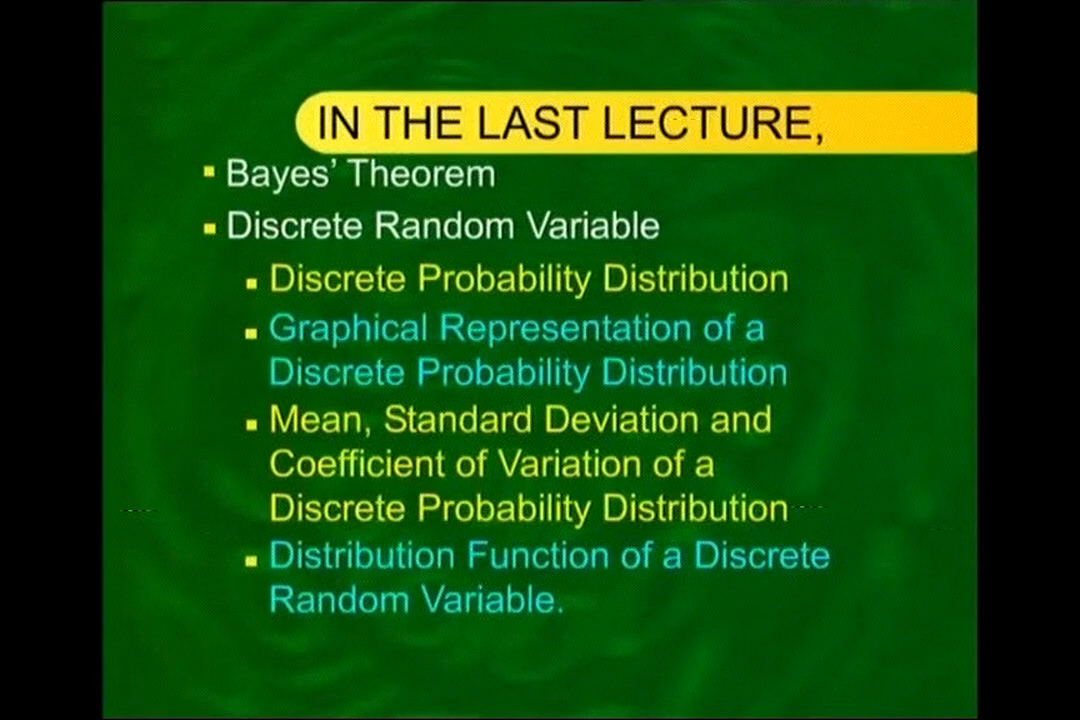 IN THE LAST LECTURE,
Bayes’ Theorem
Discrete Random Variable
Discrete Probability Distribution
Graphical Representation of a
Discrete Probability Distribution
Mean, Standard Deviation and
Coefficient of Variation of a
Discrete Probability Distribution
Distribution Function of a Discrete
Random Variable.